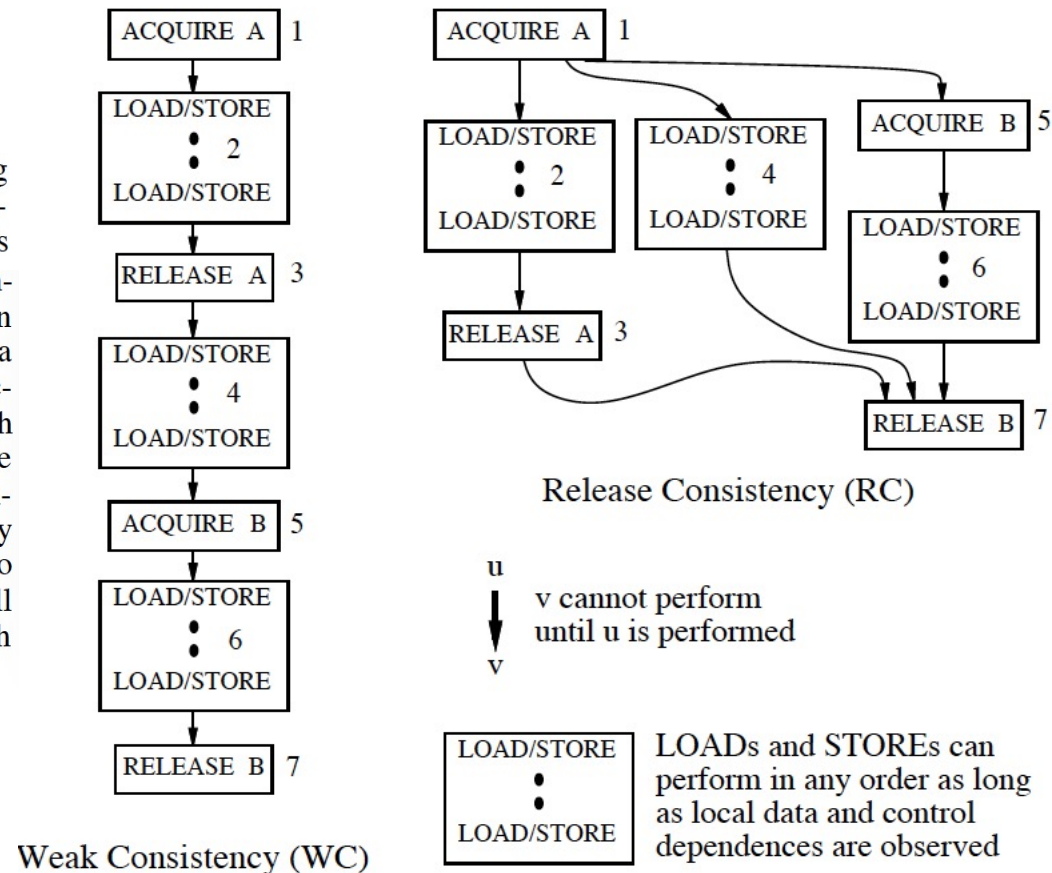 ACQUIRE A 1
LOAD/STORE
2
LOAD/STORE
RELEASE A 3
LOAD/STORE
4
LOAD/STORE
ACQUIRE B 5
LOAD/STORE
6
LOAD/STORE
RELEASE B 7
Weak Consistency (WC)
ACQUIRE A 1
LOAD/STORE
2
LOAD/STORE
RELEASE A 3
LOAD/STORE
4
LOAD/STORE
ACQUIRE B 5
LOAD/STORE
6
LOAD/STORE
RELEASE B 7
Release Consistency (RC)
u
v cannot perform
until u is performed
v
LOAD/STORE
LOAD/STORE
LOADs and STOREs can
perform in any order as long
as local data and control
dependences are observed